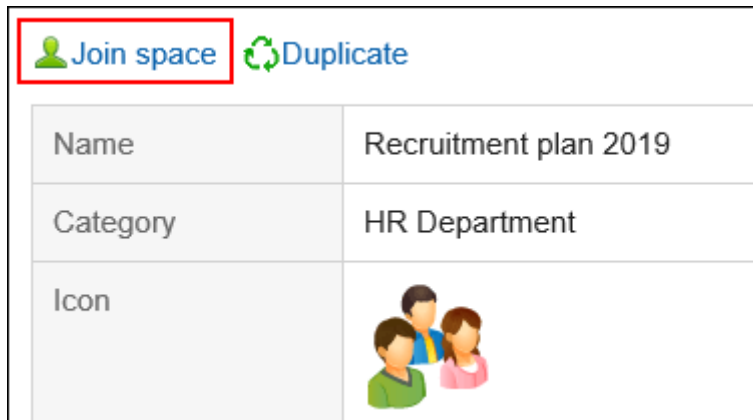 Join space Duplicate
Name Recruitment plan 2019
Category HR Department
Icon